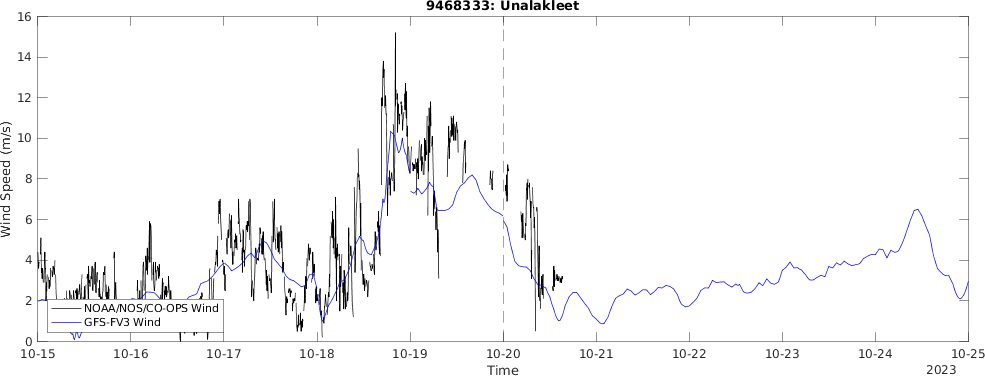 9468333: Unalakleet
16
14
12
10
8
6
4
2
0
Wind Speed (m/s)
NOAA/NOS/CO-OPS Wind
GFS-FV3 Wind
10-15 10-16 10-17 10-18 10-19 10-20 10-21 10-22 10-23 10-24 10-25
Time
2023